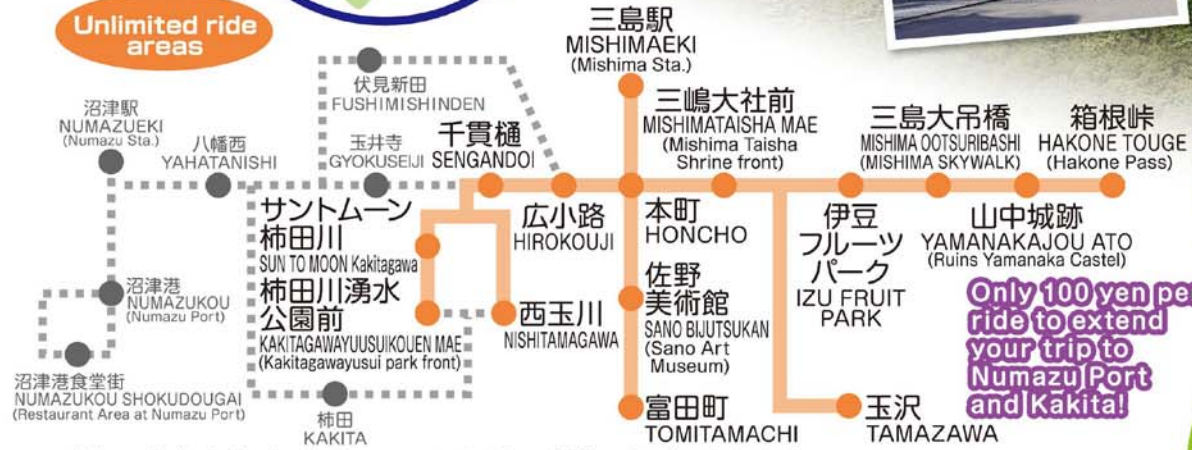 Unlimited ride
areas
三島駅
MISHIMAEKI
(Mishima Sta.)
伏見新田
FUSHIMISHINDEN
沼津駅
NUMAZUEKI
(Numazu Sta.)
八幡西
YAHATANISHI
玉井寺
GYOKUSEIJI
千貫樋
SENGANDOI
三嶋大社前
MISHIMATAISHA MAE
(Mishima Taisha
Shrine front)
三島大吊橋
MISHIMA OOTSURIBASHI
(MISHIMA SKYWALK)
箱根峠
HAKONE TOUGE
(Hakone Pass)
サントムーン
柿田川
SUN TO MOON Kakitagawa
柿田川湧水
公園前
KAKITAGAWAYUUSUIKOUEN MAE
(Kakitagawayusui park front)
広小路
HIROKOUJI
本町
HONCHO
伊豆
フルーツ
パーク
IZU FRUIT
PARK
山中城跡
YAMANAKAJOU ATO
(Ruins Yamanaka Castel)
沼津港
NUMAZUKOU
(Numazu Port)
西玉川
NISHITAMAGAWA
佐野
美術館
SANO BIJUTSUKAN
(Sano Art
Museum)
Only 100 yen per
ride to extend
your trip to
Numazu Port
and Kakita!
沼津港食堂街
NUMAZUKOU SHOKUDOUGAI
(Restaurant Area at Numazu Port)
柿田
KAKITA
富田町
TOMITAMACHI
玉沢
TAMAZAWA